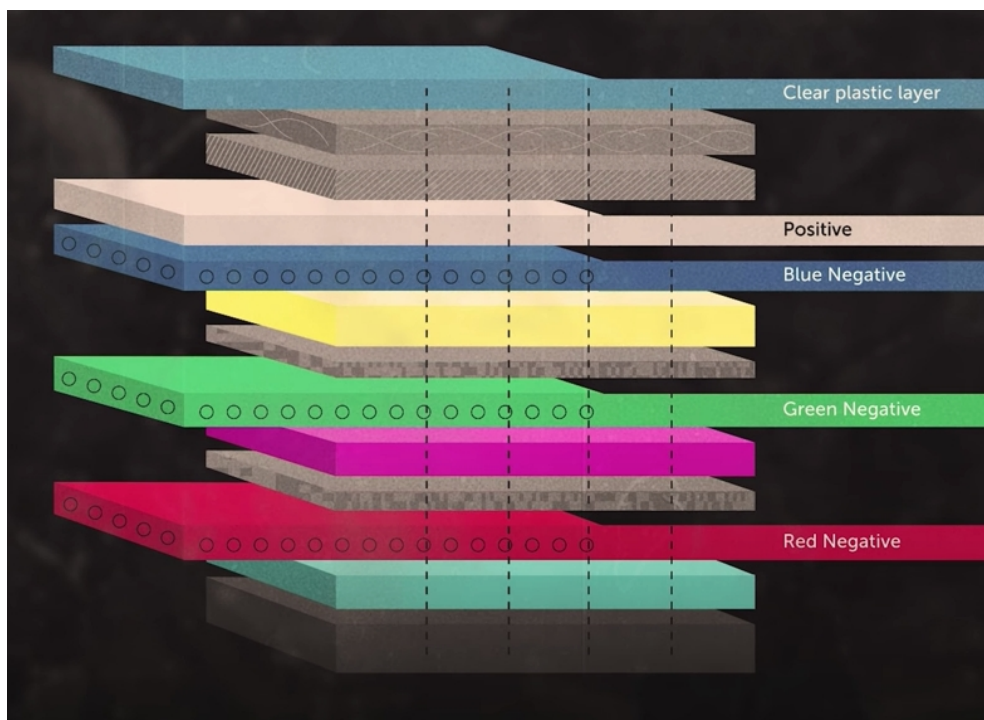 Clear plastic layer
Positive
Blue Negative
Green Negative
Red Negative